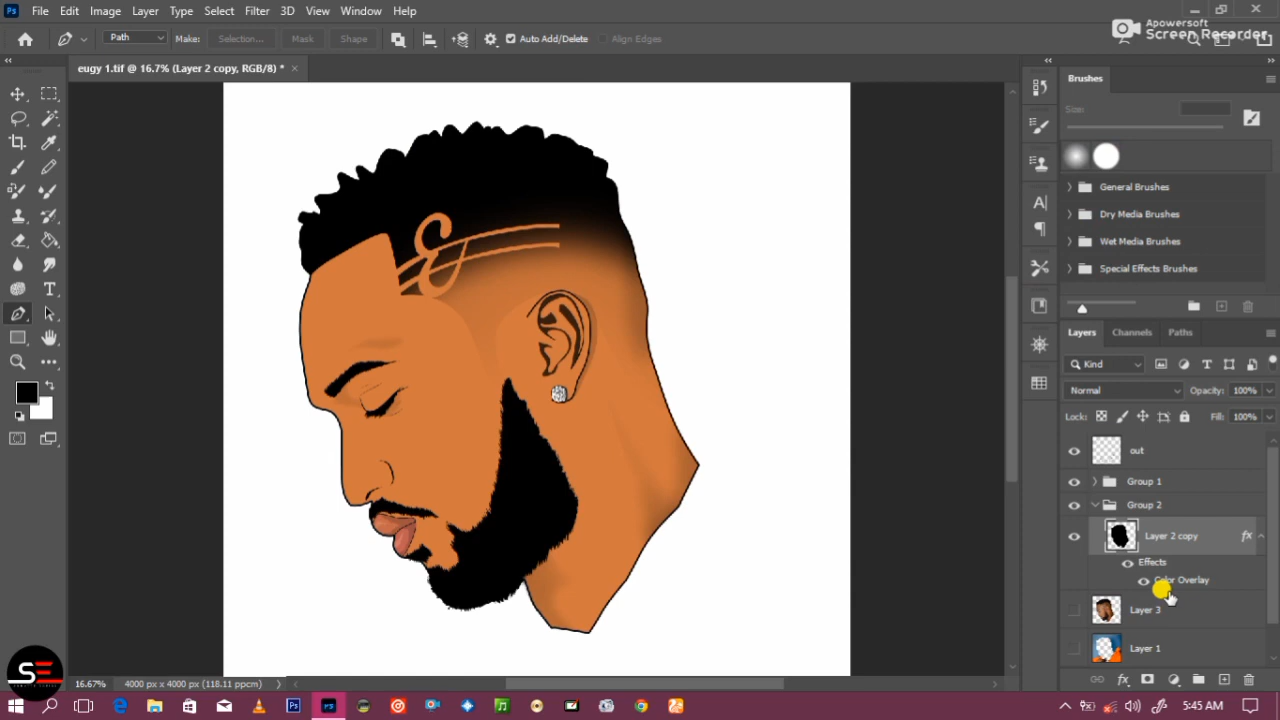 Ps File Edit Image Layer Type Select Filter 3D View Window Help
Apowersoft
Screen Recorder
Path Make: Selection... Mask Shape Auto Add/Delete Align Edges
eugy 1.tif @ 16.7% (Layer 2 copy, RGB/8) *
Brushes
Size:
General Brushes
Dry Media Brushes
Wet Media Brushes
Special Effects Brushes
Layers Channels Paths
Kind
Normal Opacity: 100%
Lock: Fill: 100%
out
Group 1
Group 2
Layer 2 copy fx
Effects
Color Overlay
Layer 3
Layer 1
E
SE
16.67% 4000 px x 4000 px (118.11 ppcm)
fx
5:45 AM